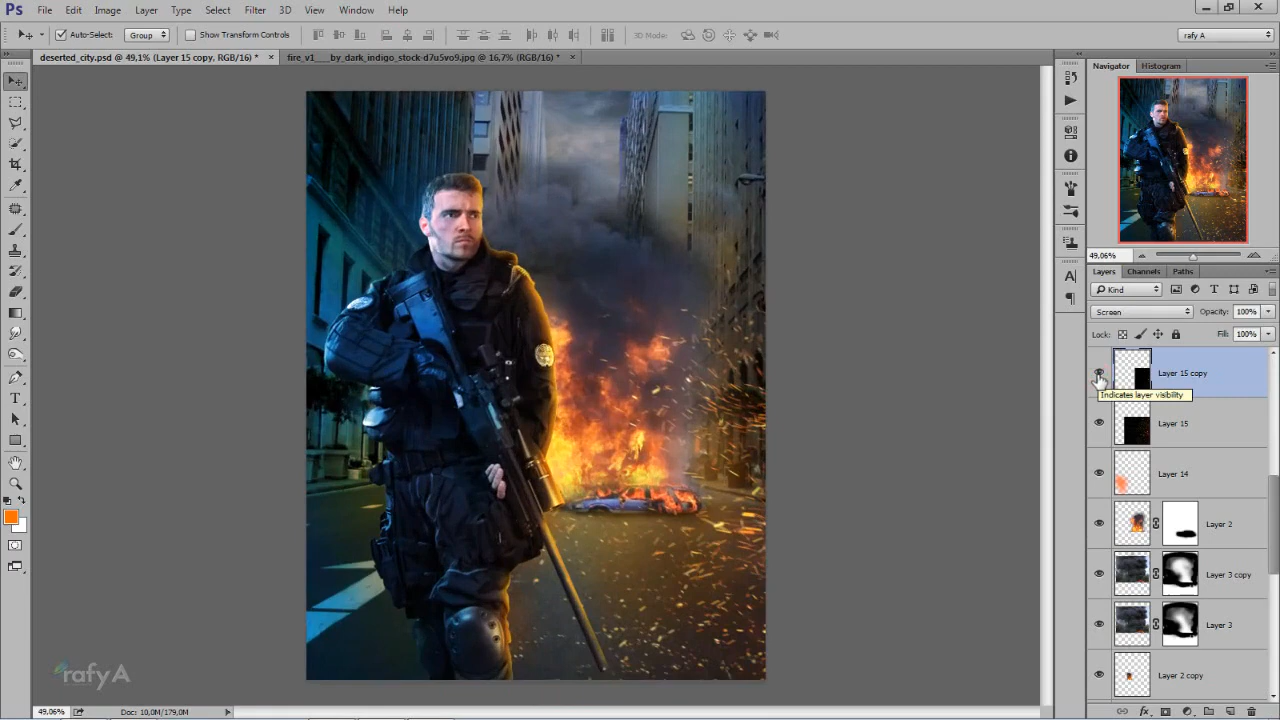 Ps File Edit Image Layer Type Select Filter 3D View Window Help
Auto-Select: Group Show Transform Controls 3D Mode: rafy A
deserted_city.psd @ 49,1% (Layer 15 copy, RGB/16) * × fire_v1___by_dark_indigo_stock-d7u5vo9.jpg @ 16,7% (RGB/16) * ×
Navigator Histogram
49,06%
Layers Channels Paths
Kind
Screen Opacity: 100%
Lock: Fill: 100%
Layer 15 copy
Indicates layer visibility
Layer 15
Layer 14
Layer 2
Layer 3 copy
Layer 3
Layer 2 copy
rafy A
49,06% Doc: 10,0M/179,0M